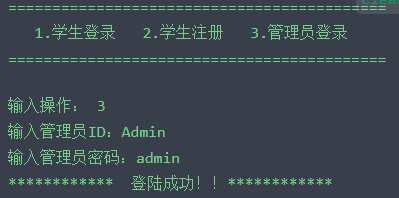 ===========================================
1.学生登录 2.学生注册 3.管理员登录
===========================================
输入操作： 3
输入管理员ID：Admin
输入管理员密码：admin
************ 登陆成功！！************